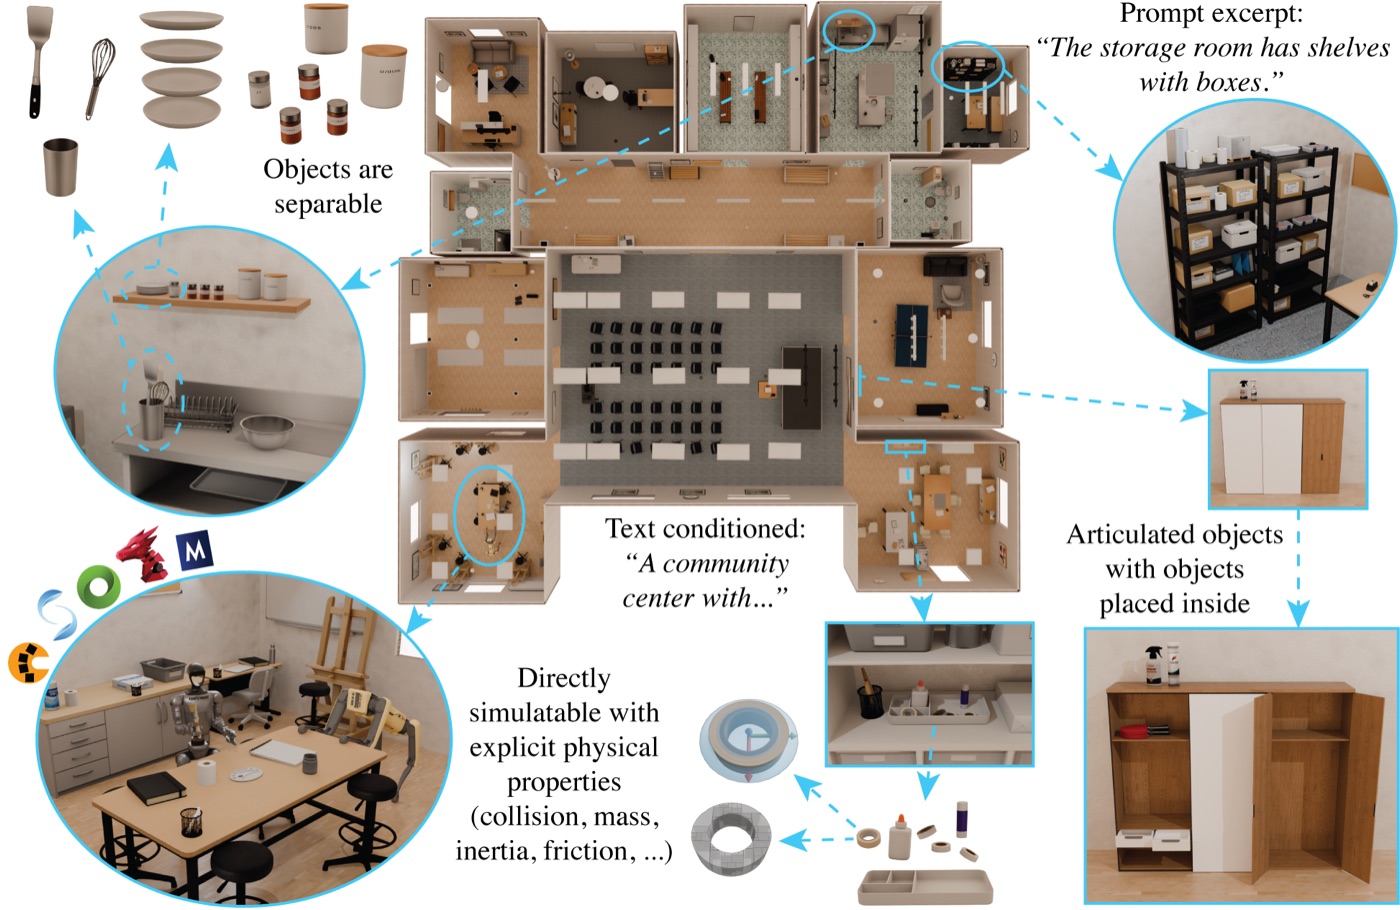 Prompt excerpt:
“The storage room has shelves
with boxes.”
Objects are
separable
Text conditioned:
“A community
center with...”
Articulated objects
with objects
placed inside
M
Directly
simulatable with
explicit physical
properties
(collision, mass,
inertia, friction, ...)